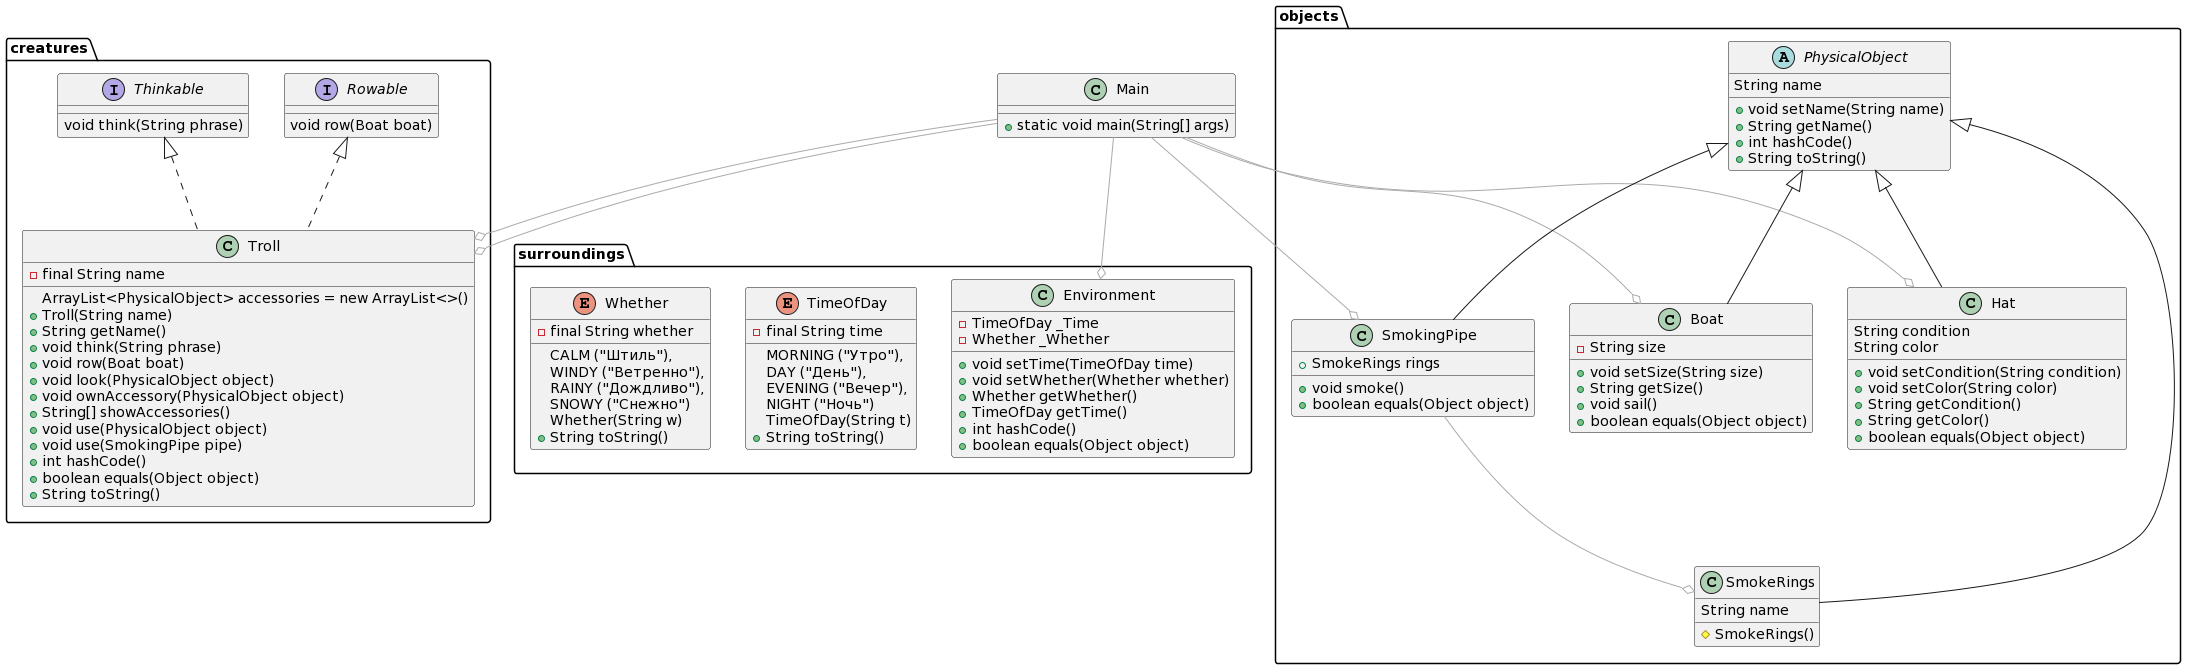 creatures
I Thinkable
void think(String phrase)
I Rowable
void row(Boat boat)
C Troll
final String name
ArrayList<PhysicalObject> accessories = new ArrayList<>()
Troll(String name)
String getName()
void think(String phrase)
void row(Boat boat)
void look(PhysicalObject object)
void ownAccessory(PhysicalObject object)
String[] showAccessories()
void use(PhysicalObject object)
void use(SmokingPipe pipe)
int hashCode()
boolean equals(Object object)
String toString()
C Main
static void main(String[] args)
surroundings
E Whether
final String whether
CALM ("Штиль"),
WINDY ("Ветренно"),
RAINY ("Дождливо"),
SNOWY ("Снежно")
Whether(String w)
String toString()
E TimeOfDay
final String time
MORNING ("Утро"),
DAY ("День"),
EVENING ("Вечер"),
NIGHT ("Ночь")
TimeOfDay(String t)
String toString()
C Environment
TimeOfDay _Time
Whether _Whether
void setTime(TimeOfDay time)
void setWhether(Whether whether)
Whether getWhether()
TimeOfDay getTime()
int hashCode()
boolean equals(Object object)
objects
A PhysicalObject
String name
void setName(String name)
String getName()
int hashCode()
String toString()
C SmokingPipe
SmokeRings rings
void smoke()
boolean equals(Object object)
C Boat
String size
void setSize(String size)
String getSize()
void sail()
boolean equals(Object object)
C Hat
String condition
String color
void setCondition(String condition)
void setColor(String color)
String getCondition()
String getColor()
boolean equals(Object object)
C SmokeRings
String name
SmokeRings()